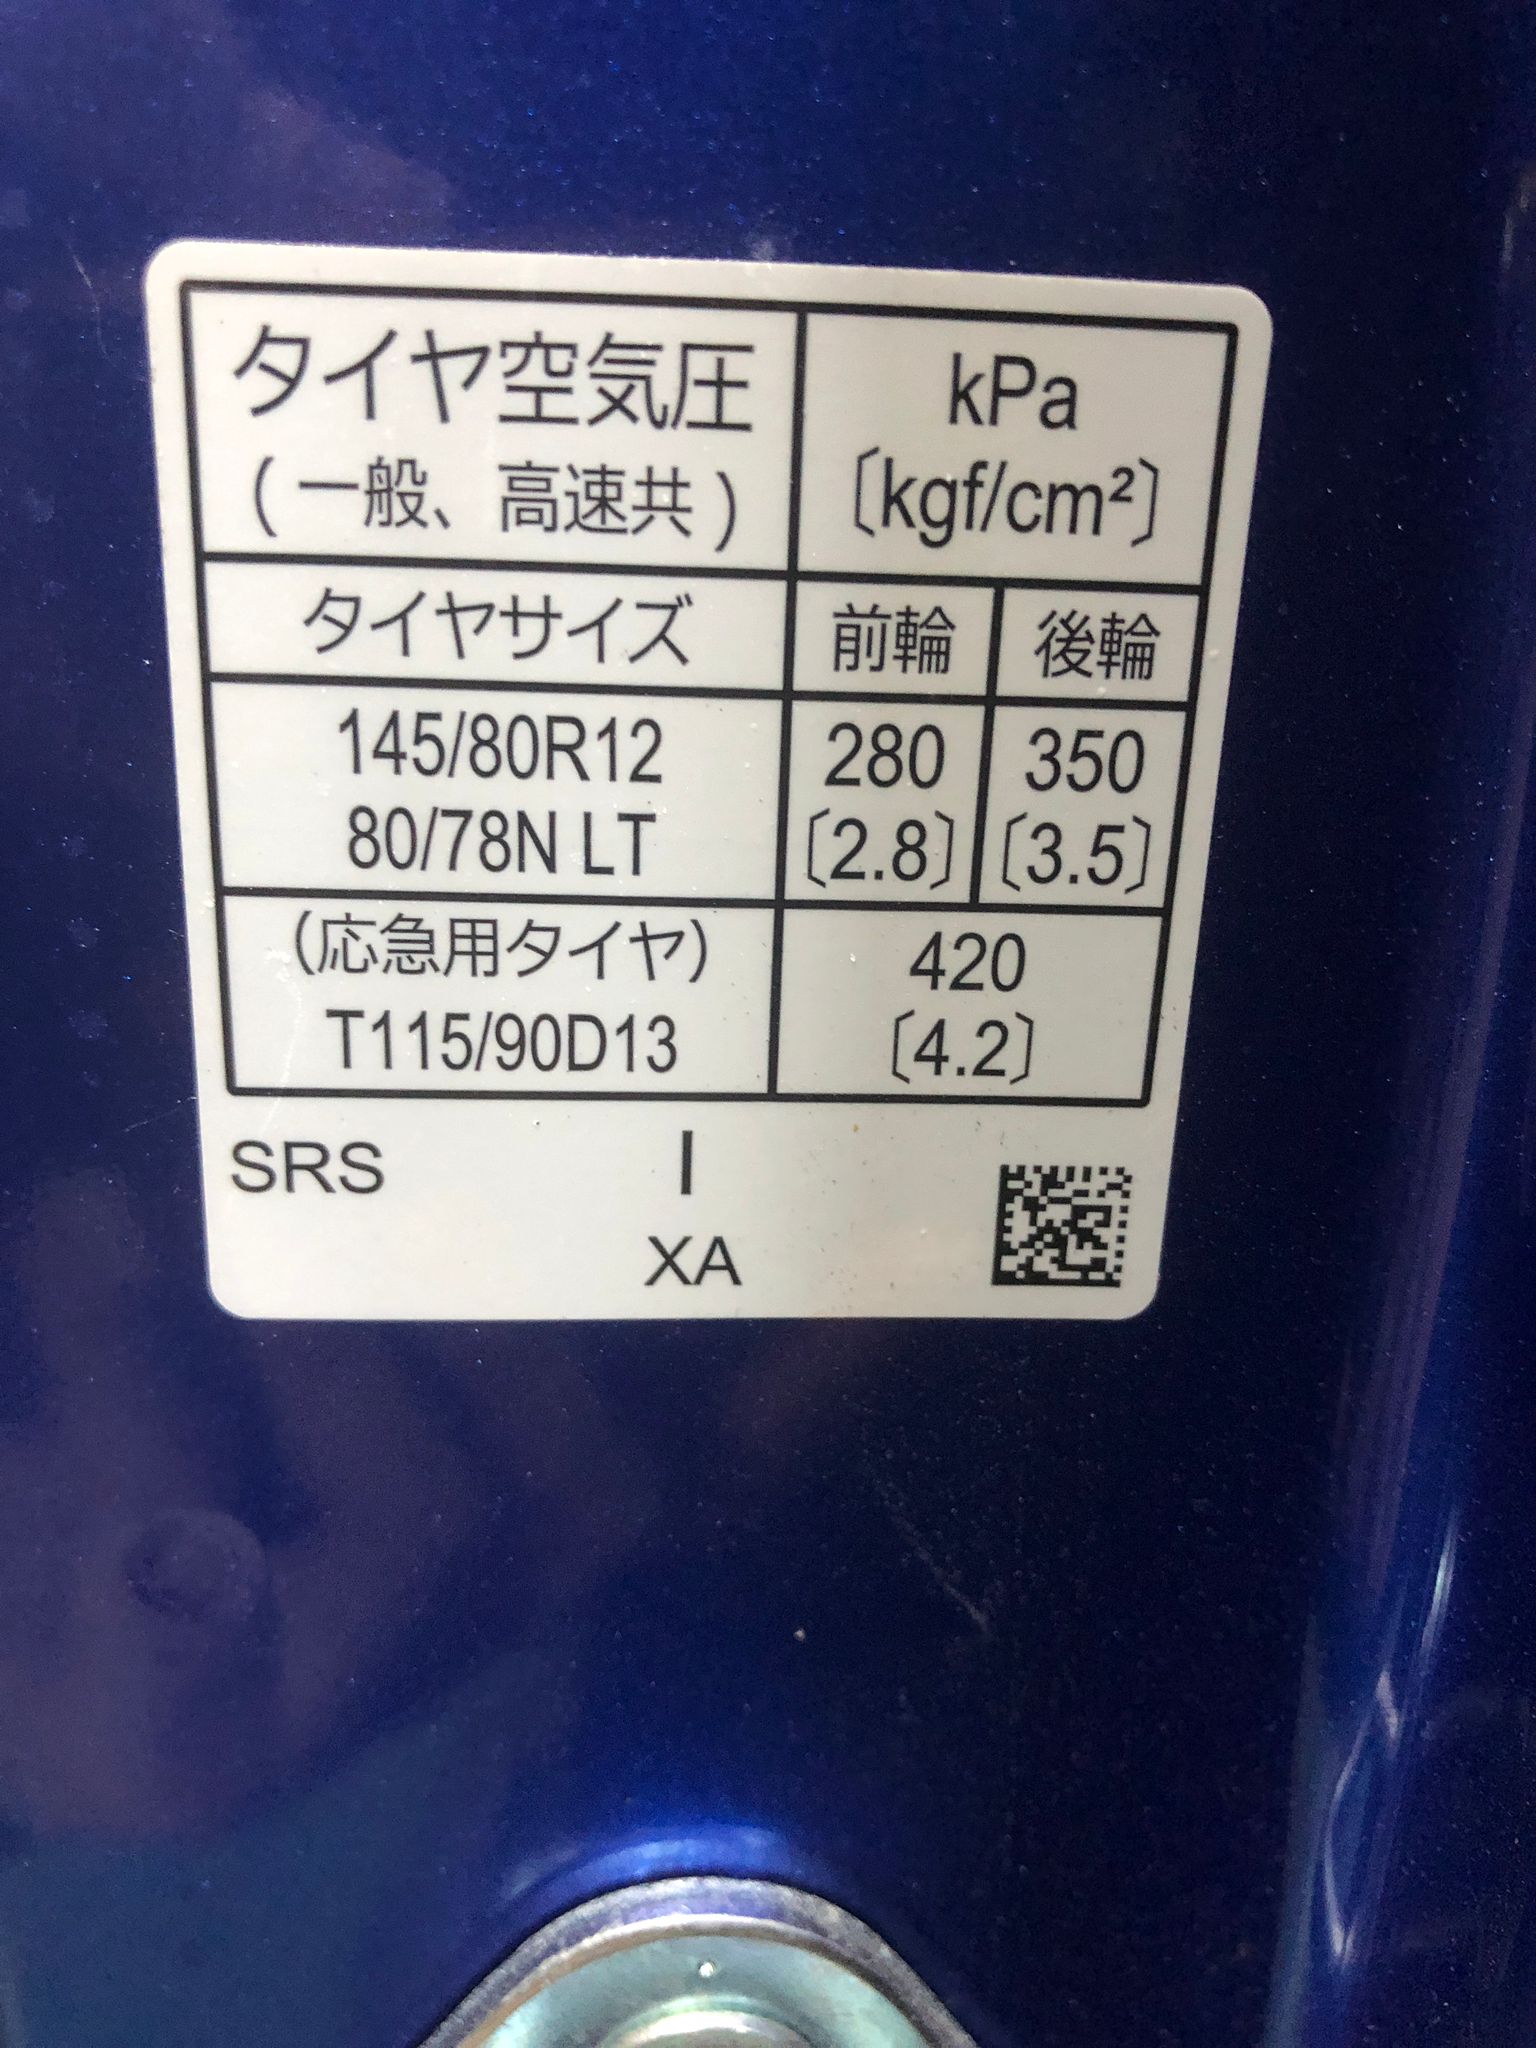 タイヤ空気圧
(一般、高速共)
kPa
〔kgf/cm²〕
タイヤサイズ
前輪
後輪
145/80R12
80/78N LT
280
〔2.8〕
350
〔3.5〕
(応急用タイヤ)
T115/90D13
420
〔4.2〕
SRS
I
XA